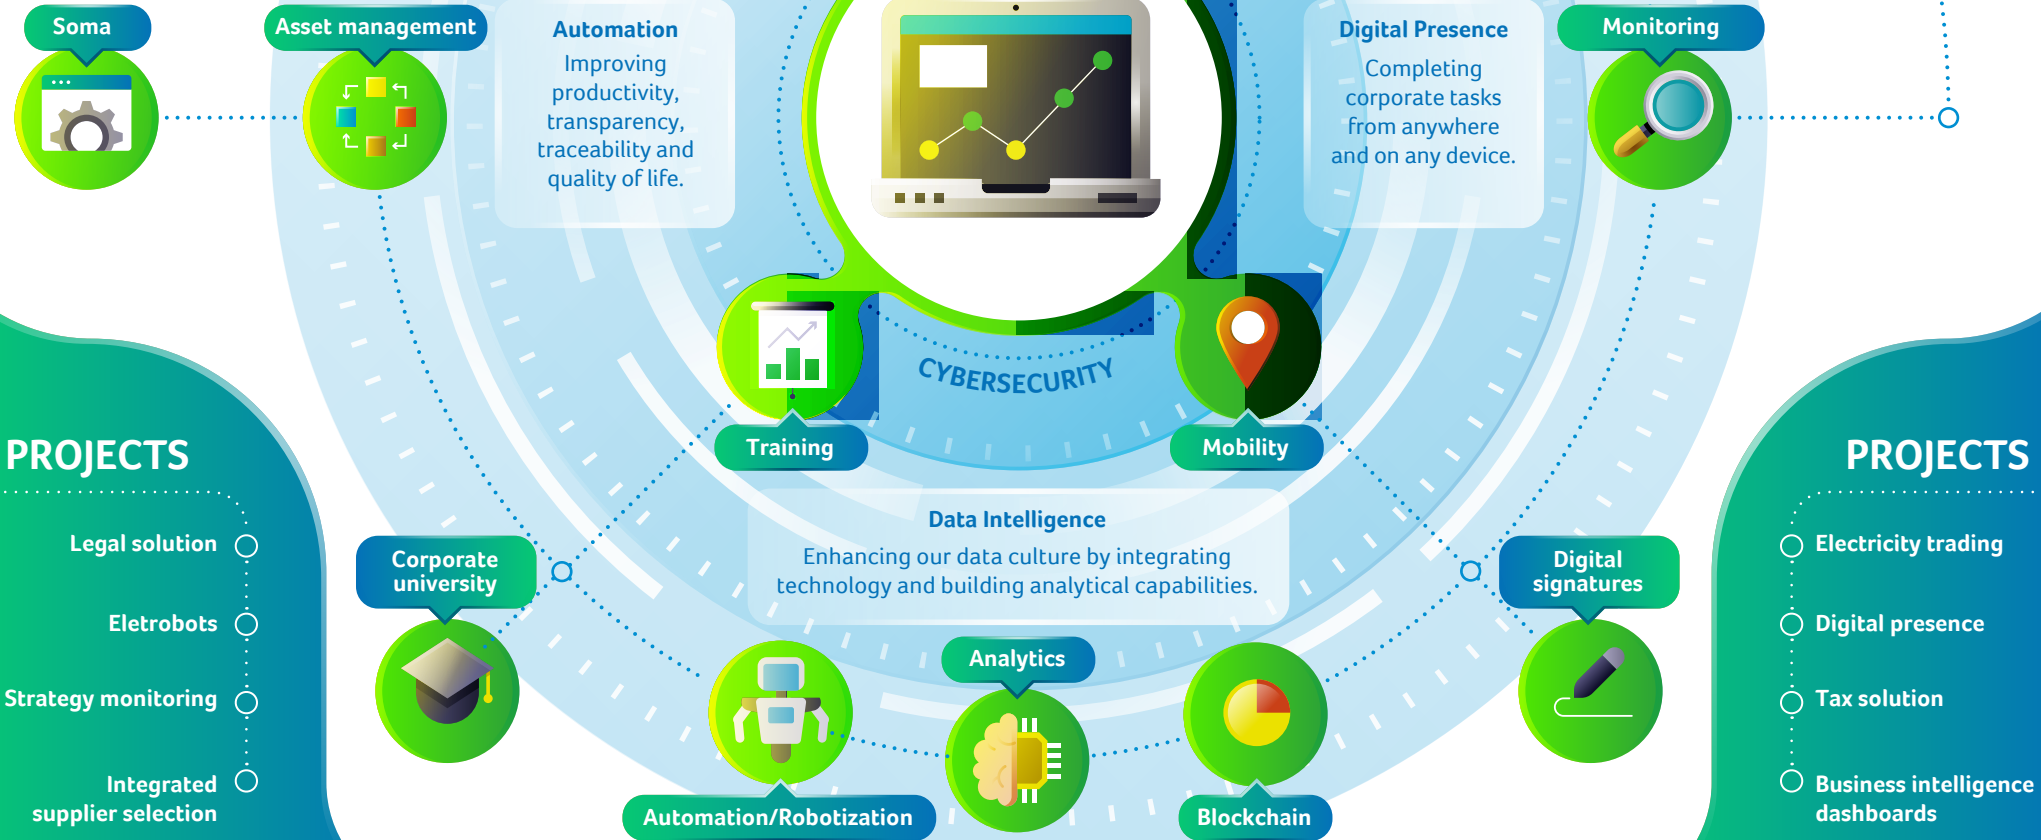 Soma
Asset management
Automation
Improving
productivity,
transparency,
traceability and
quality of life.
Digital Presence
Completing
corporate tasks
from anywhere
and on any device.
Monitoring
CYBERSECURITY
Training
Mobility
Data Intelligence
Enhancing our data culture by integrating
technology and building analytical capabilities.
PROJECTS
Legal solution
Eletrobots
Strategy monitoring
Integrated
supplier selection
Corporate
university
Automation/Robotization
Analytics
Blockchain
Digital
signatures
PROJECTS
Electricity trading
Digital presence
Tax solution
Business intelligence
dashboards